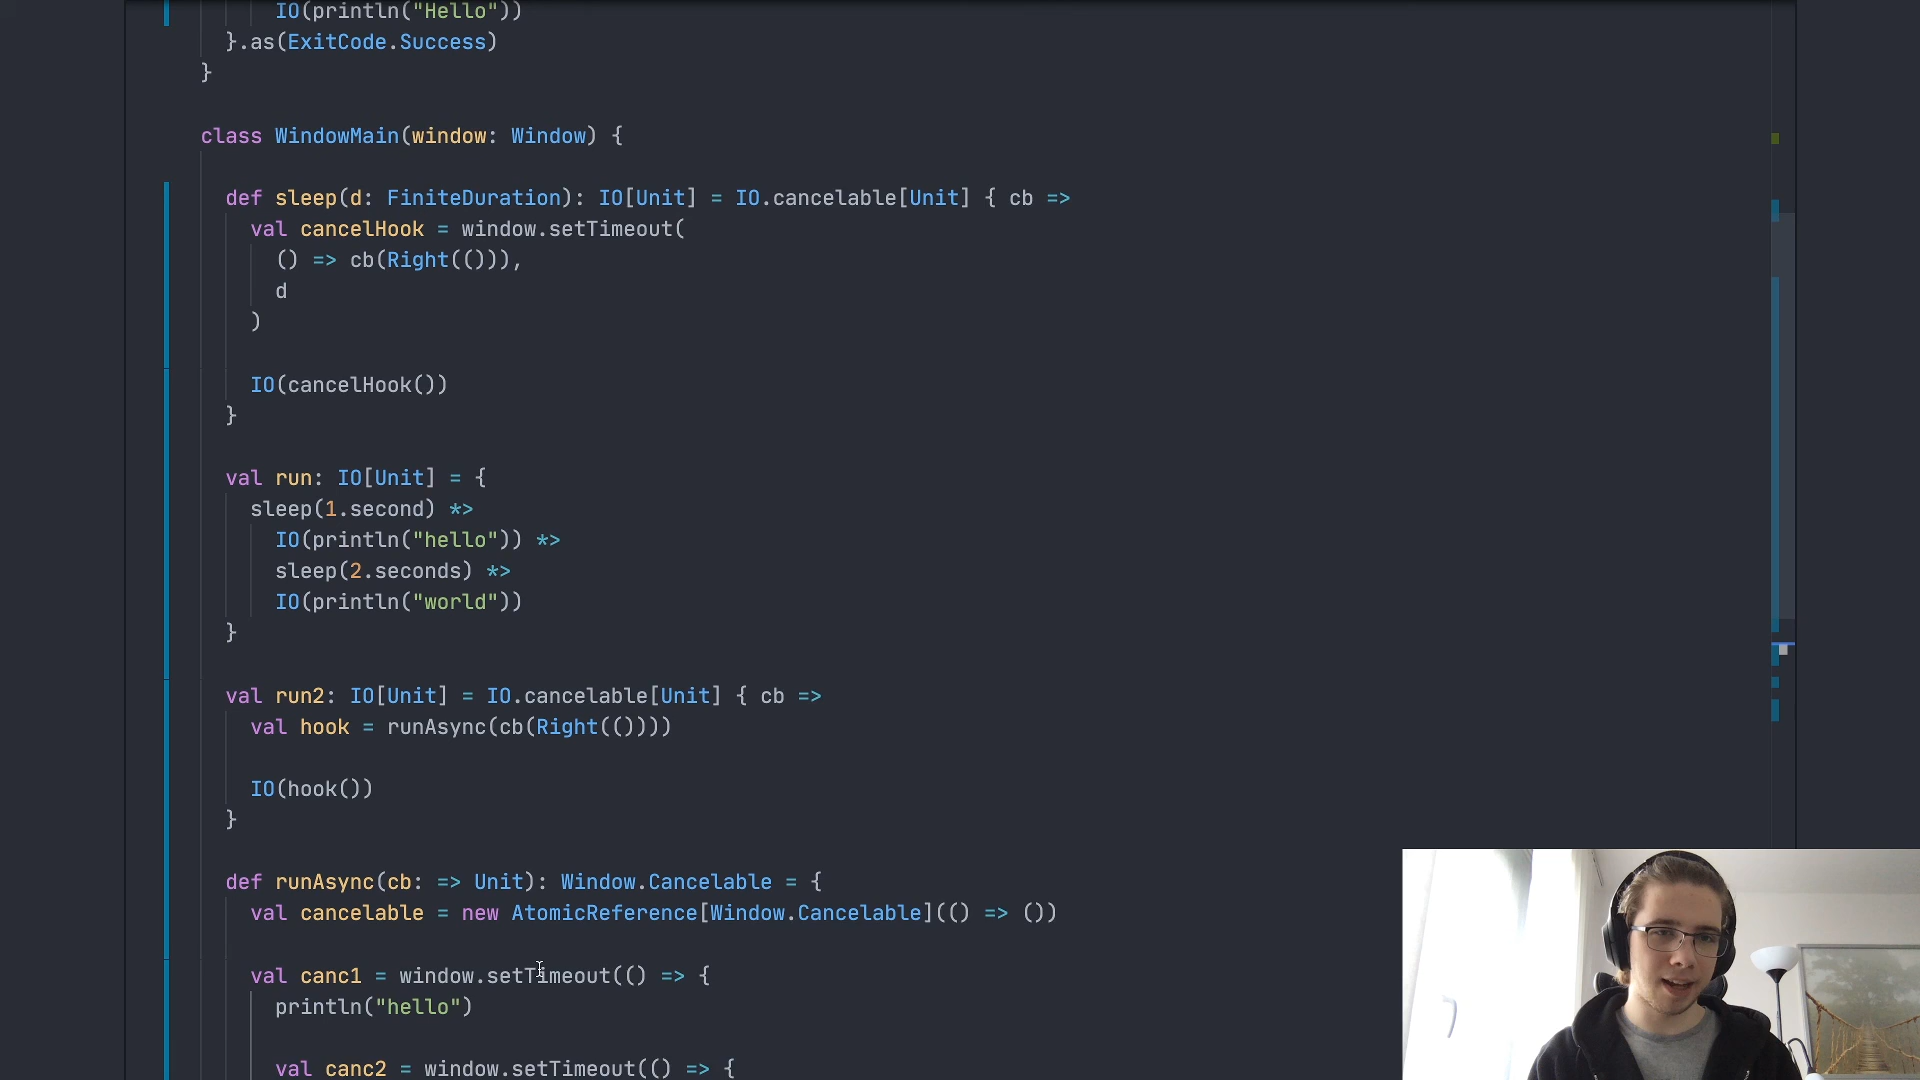 IO(println("Hello"))
}.as(ExitCode.Success)
}
class WindowMain(window: Window) {
def sleep(d: FiniteDuration): IO[Unit] = IO.cancelable[Unit] { cb =>
val cancelHook = window.setTimeout(
() => cb(Right(())),
d
)
IO(cancelHook())
}
val run: IO[Unit] = {
sleep(1.second) *>
IO(println("hello")) *>
sleep(2.seconds) *>
IO(println("world"))
}
val run2: IO[Unit] = IO.cancelable[Unit] { cb =>
val hook = runAsync(cb(Right(())))
IO(hook())
}
def runAsync(cb: => Unit): Window.Cancelable = {
val cancelable = new AtomicReference[Window.Cancelable](() => ())
val canc1 = window.setTimeout(() => {
println("hello")
val canc2 = window.setTimeout(() => {